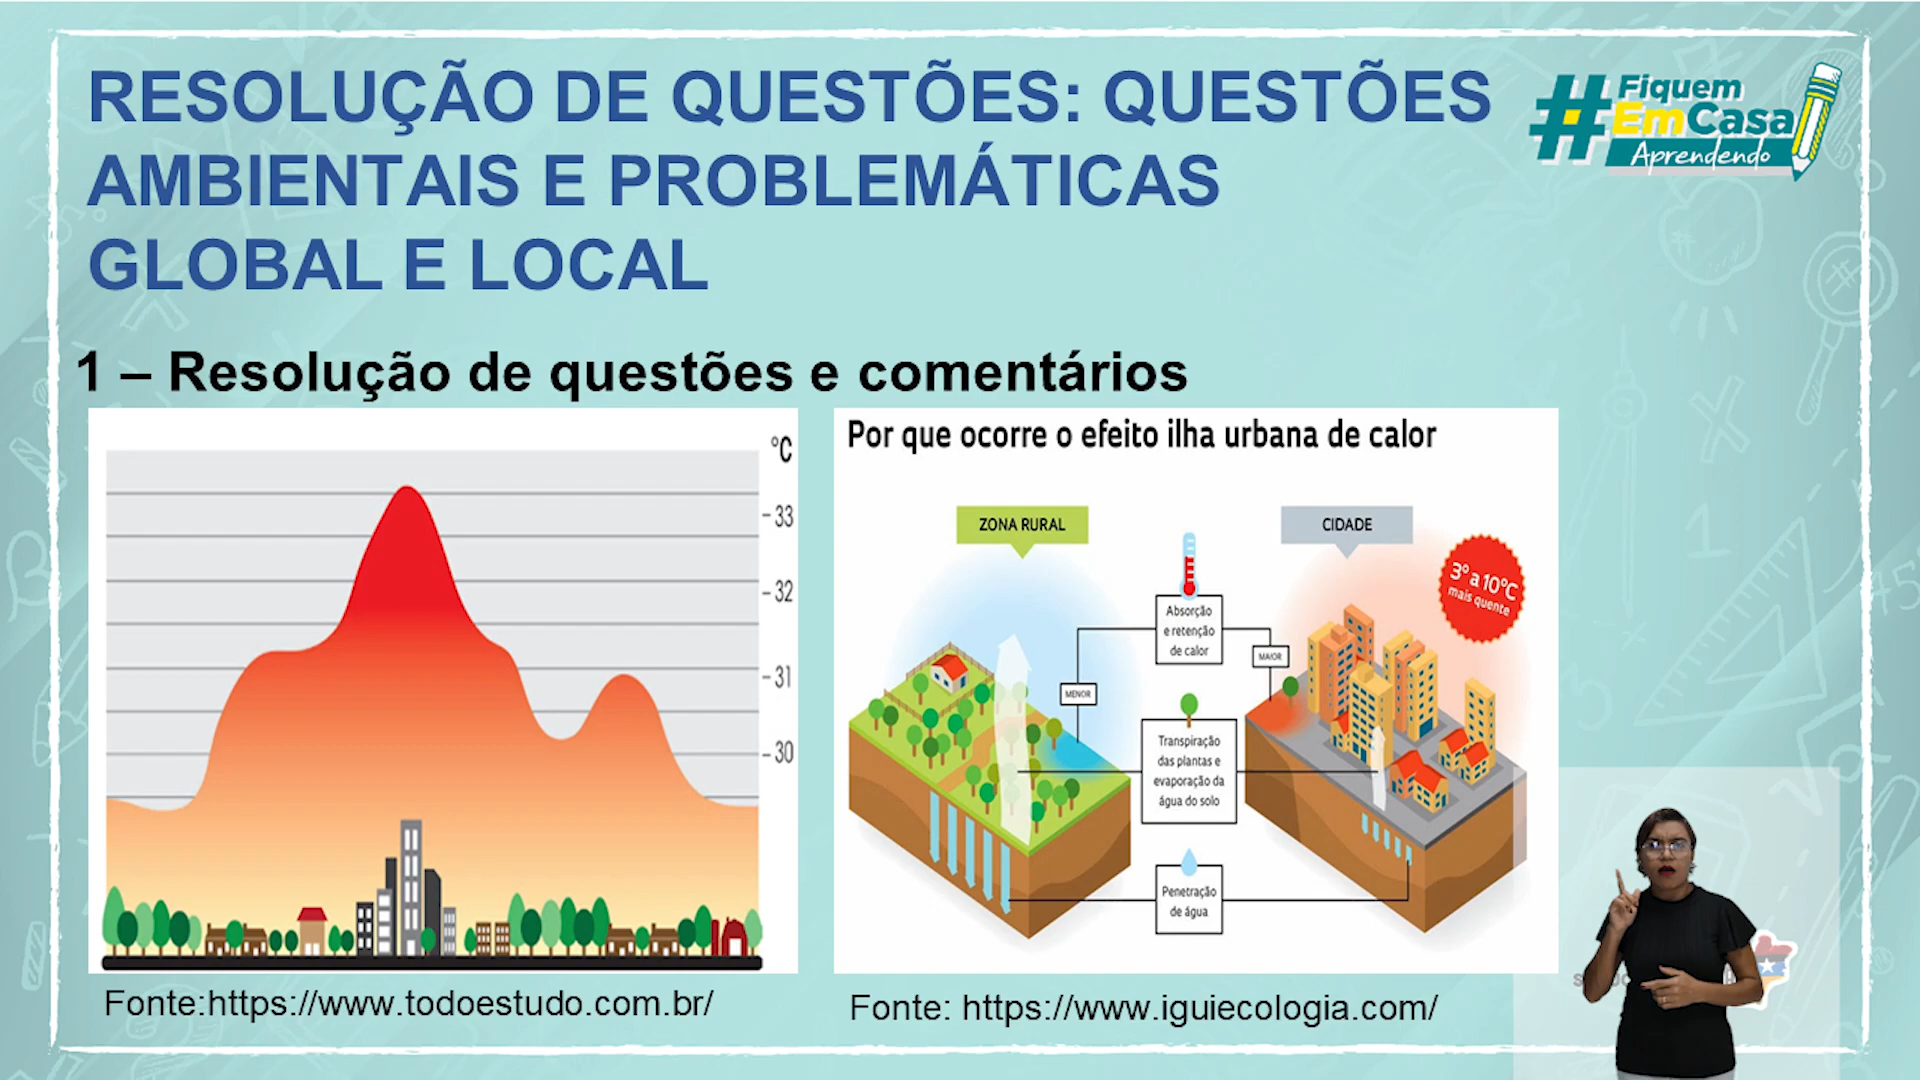 RESOLUÇÃO DE QUESTÕES: QUESTÕES
AMBIENTAIS E PROBLEMÁTICAS
GLOBAL E LOCAL
#Fiquem
EmCasa
Aprendendo
1 – Resolução de questões e comentários
°C
33
32
31
30
Fonte:https://www.todoestudo.com.br/
Por que ocorre o efeito ilha urbana de calor
ZONA RURAL
CIDADE
3º a 10ºC
mais quente
Absorção
e retenção
de calor
MENOR
MAIOR
Transpiração
das plantas e
evaporação da
água do solo
Penetração
de água
Fonte: https://www.iguiecologia.com/